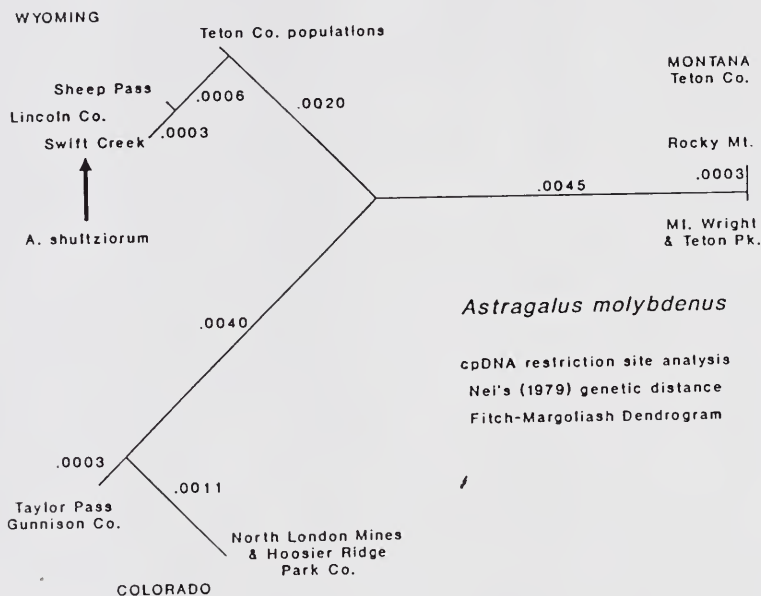 WYOMING
Teton Co. populations
MONTANA
Teton Co.
Sheep Pass
.0006
.0020
Lincoln Co.
Swift Creek
.0003
Rocky Mt.
.0003
.0045
A. shultziorum
Mt. Wright
& Teton Pk.
.0040
Astragalus molybdenus
cpDNA restriction site analysis
Nei's (1979) genetic distance
Fitch-Margoliash Dendrogram
.0003
.0011
Taylor Pass
Gunnison Co.
North London Mines
& Hoosier Ridge
Park Co.
COLORADO